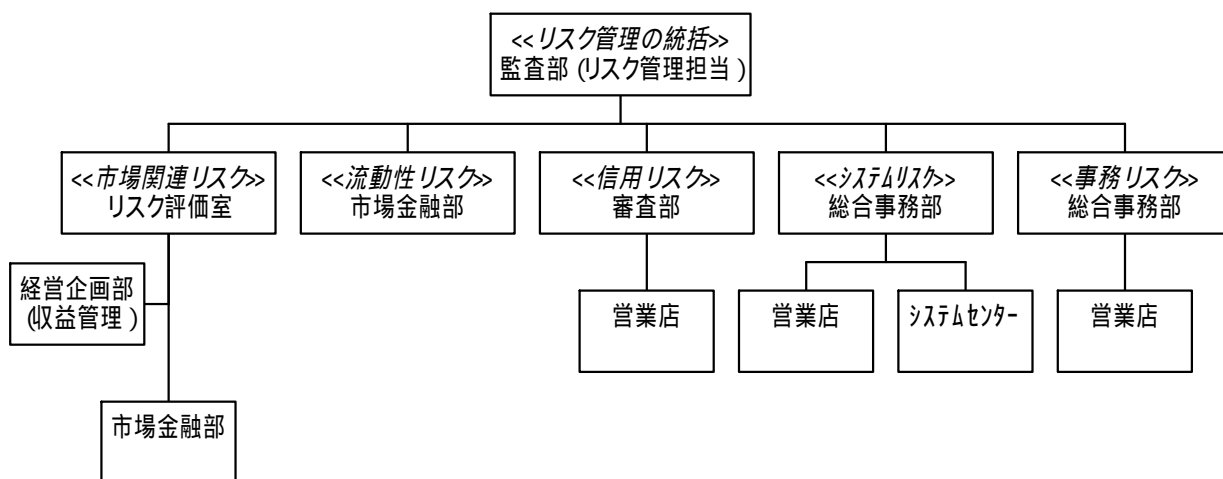 <<リスク管理の統括>>
監査部 (リスク管理担当)
<<市場関連リスク>>
リスク評価室
<<流動性リスク>>
市場金融部
<<信用リスク>>
審査部
<<システムリスク>>
総合事務部
<<事務リスク>>
総合事務部
経営企画部
(収益管理)
営業店
営業店
システムセンター
営業店
市場金融部